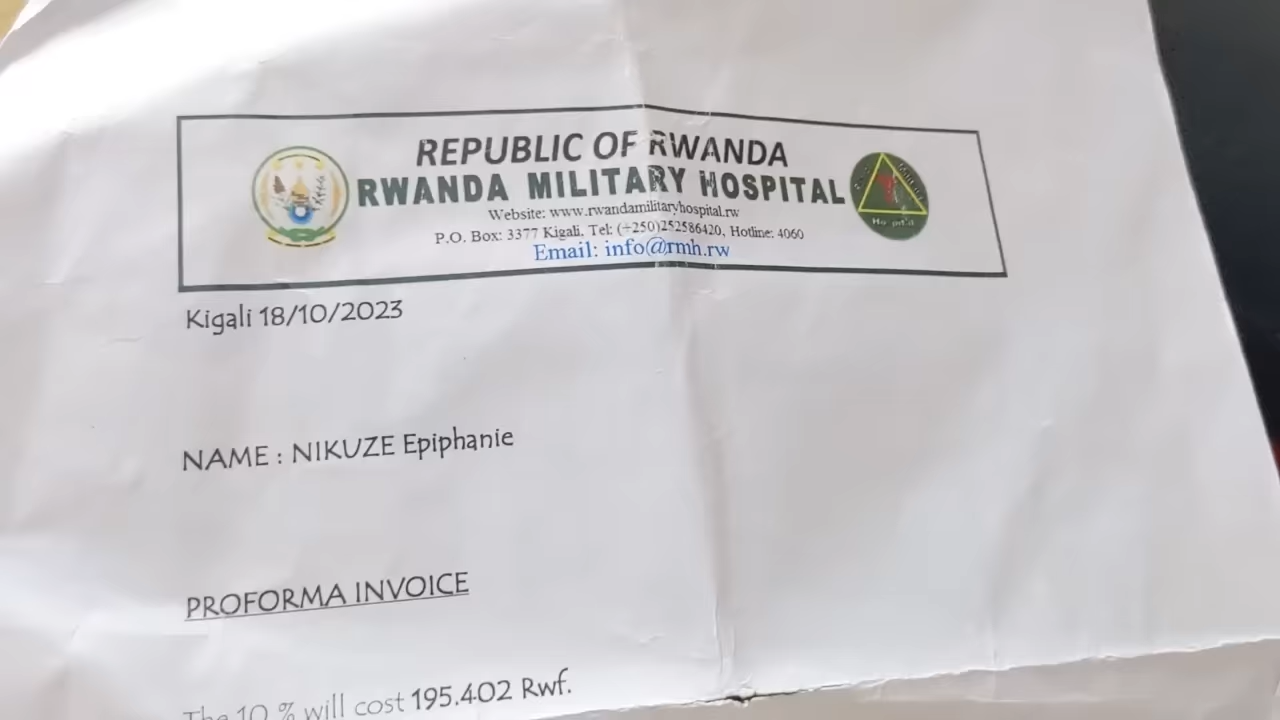 REPUBLIC OF RWANDA
RWANDA MILITARY HOSPITAL
Website: www.rwandamilitaryhospital.rw
P.O. Box: 3377 Kigali. Tel: (+250)252586420, Hotline: 4060
Email: info@rmh.rw
Hospital
Kigali 18/10/2023
NAME : NIKUZE Epiphanie
PROFORMA INVOICE
The 10 % will cost 195.402 Rwf.